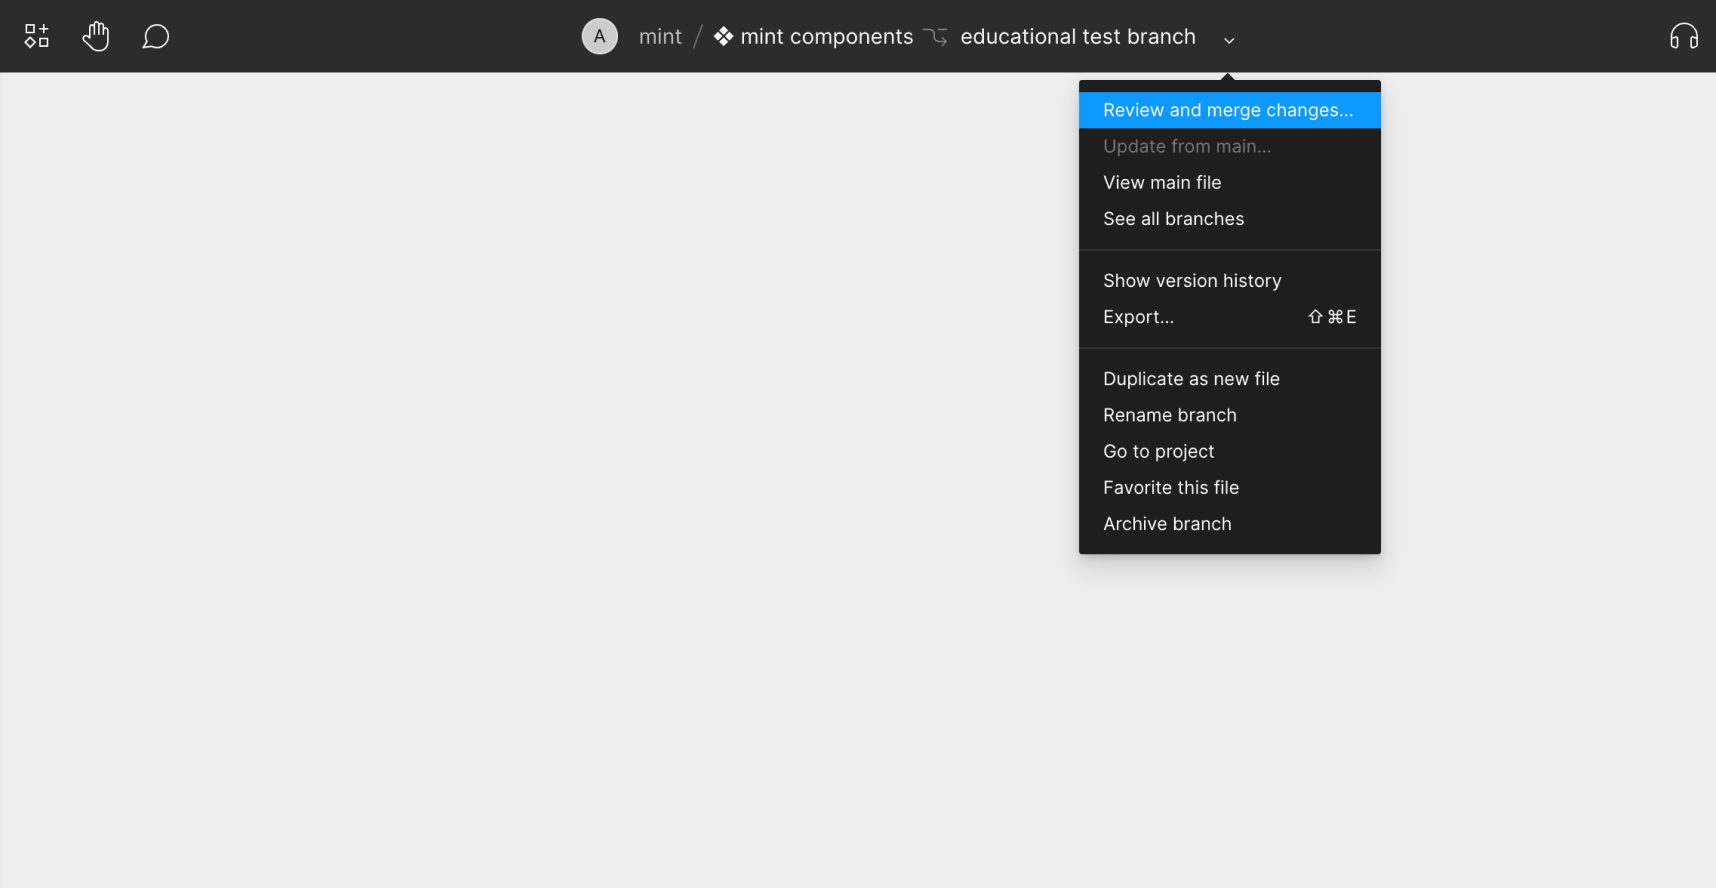 A mint / mint components educational test branch
Review and merge changes...
Update from main...
View main file
See all branches
Show version history
Export... ⇧⌘E
Duplicate as new file
Rename branch
Go to project
Favorite this file
Archive branch